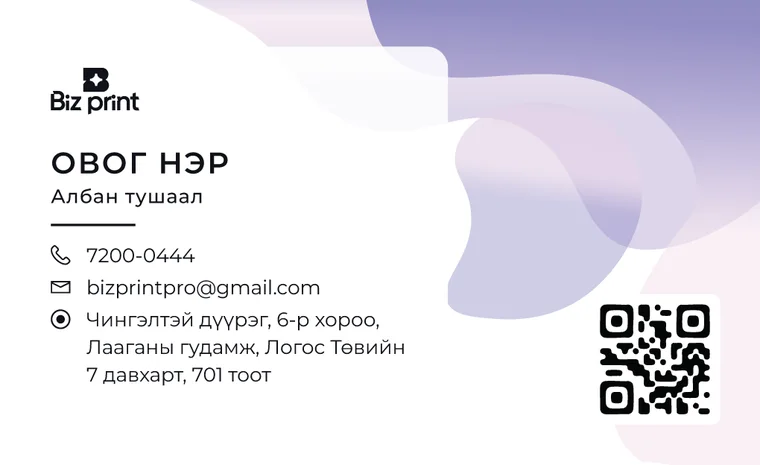 Biz print
ОВОГ НЭР
Албан тушаал
7200-0444
bizprintpro@gmail.com
Чингэлтэй дүүрэг, 6-р хороо,
Лааганы гудамж, Логос Төвийн
7 давхарт, 701 тоот